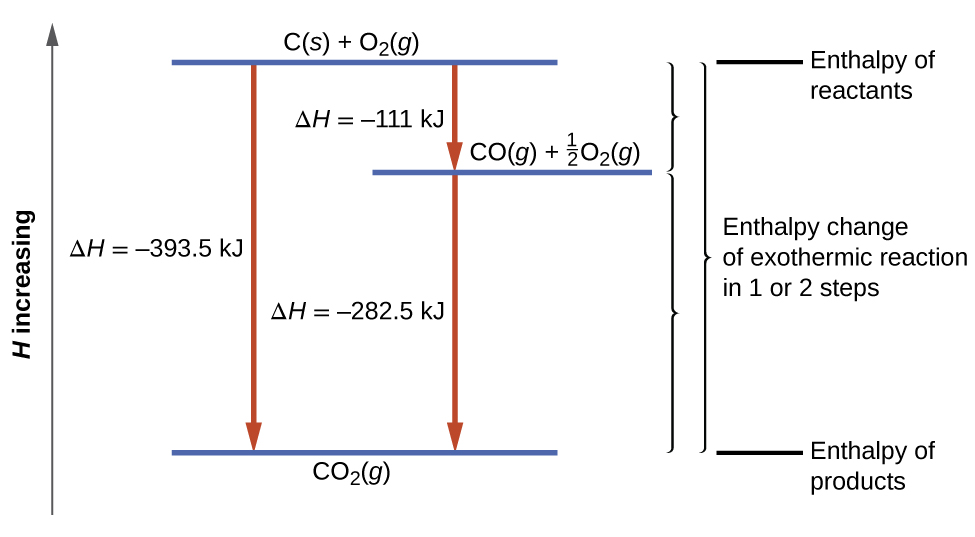 C(s) + O₂(g)
Enthalpy of
reactants
ΔH = –111 kJ
CO(g) + ½O₂(g)
H increasing
ΔH = –393.5 kJ
Enthalpy change
of exothermic reaction
in 1 or 2 steps
ΔH = –282.5 kJ
CO₂(g)
Enthalpy of
products